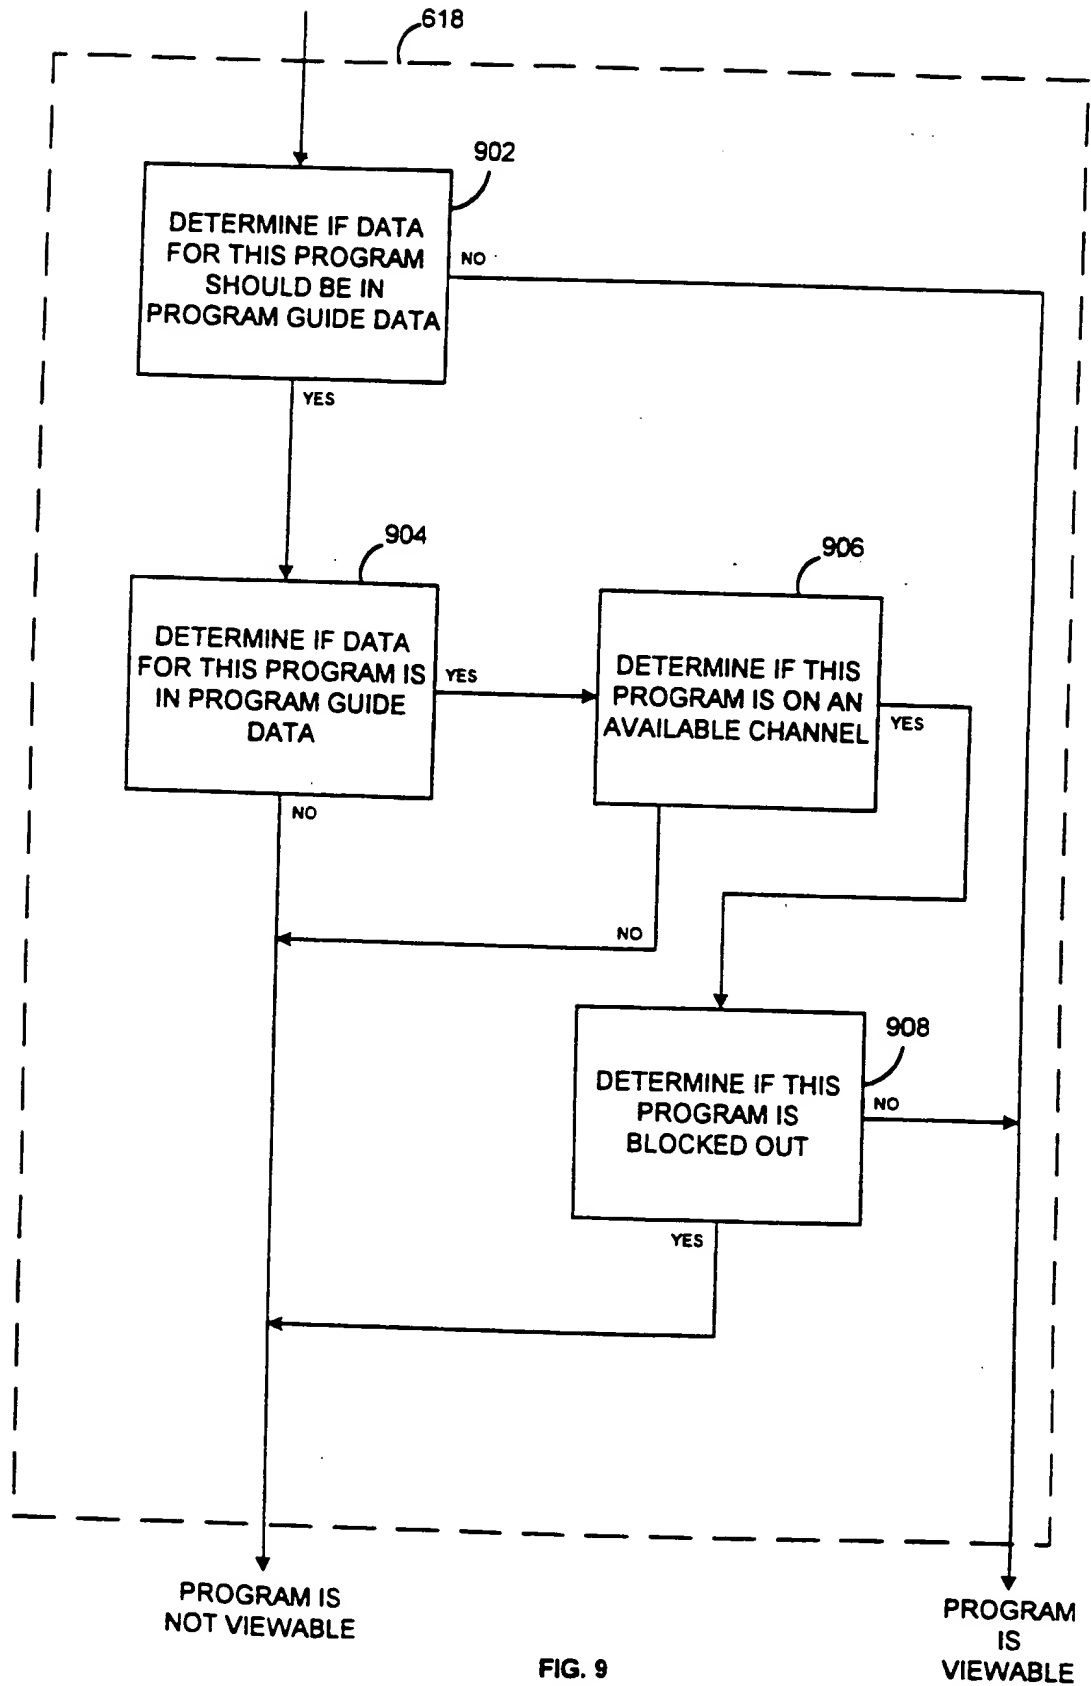 618
902
DETERMINE IF DATA
FOR THIS PROGRAM
SHOULD BE IN
PROGRAM GUIDE DATA
NO
YES
904
DETERMINE IF DATA
FOR THIS PROGRAM IS
IN PROGRAM GUIDE
DATA
YES
NO
906
DETERMINE IF THIS
PROGRAM IS ON AN
AVAILABLE CHANNEL
YES
NO
908
DETERMINE IF THIS
PROGRAM IS
BLOCKED OUT
NO
YES
PROGRAM IS
NOT VIEWABLE
PROGRAM
IS
VIEWABLE
FIG. 9